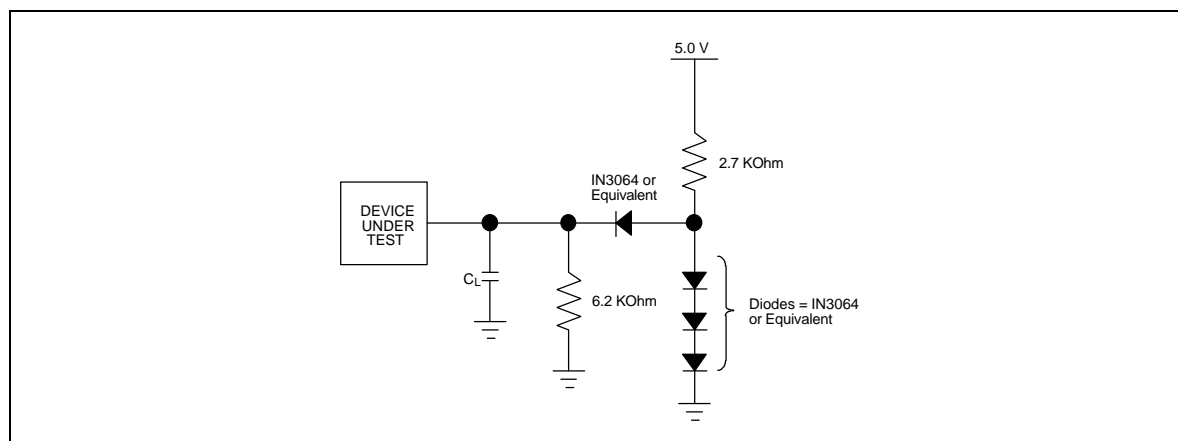 5.0 V
2.7 KOhm
IN3064 or
Equivalent
DEVICE
UNDER
TEST
CL
6.2 KOhm
Diodes = IN3064
or Equivalent